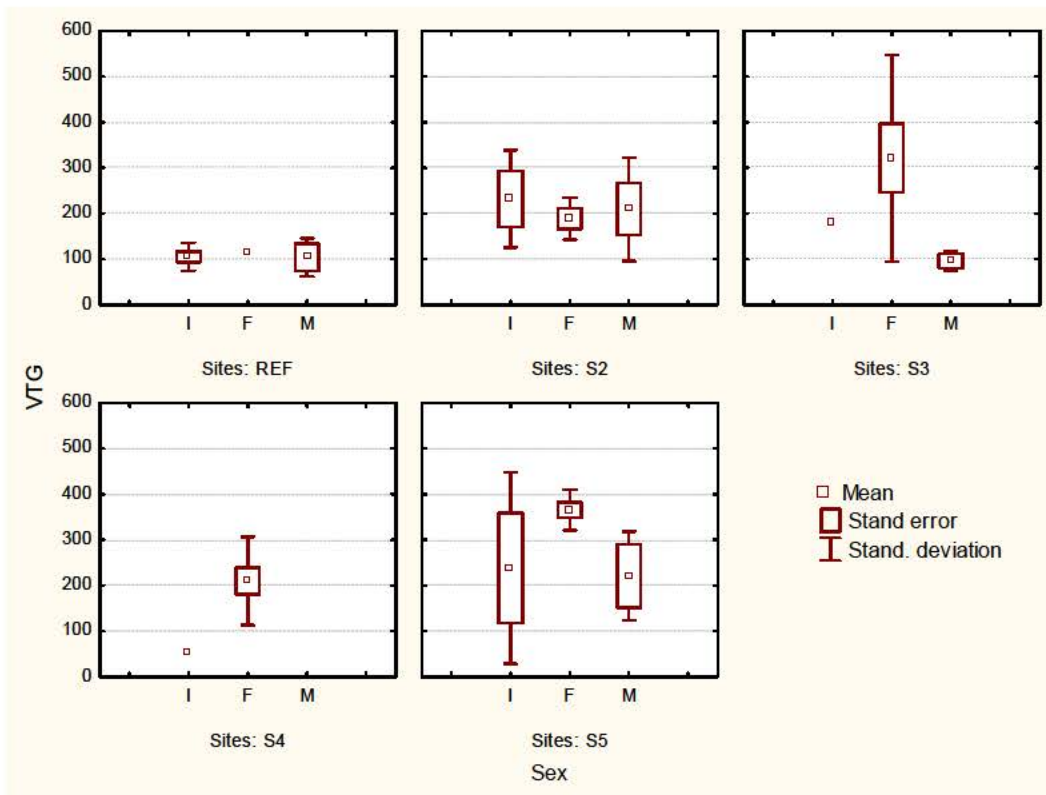 600
500
400
300
200
100
0
I F M
I F M
I F M
Sites: REF
Sites: S2
Sites: S3
VTG
600
500
400
300
200
100
0
I F M
I F M
Sites: S4
Sites: S5
Sex
Mean
Stand error
Stand. deviation